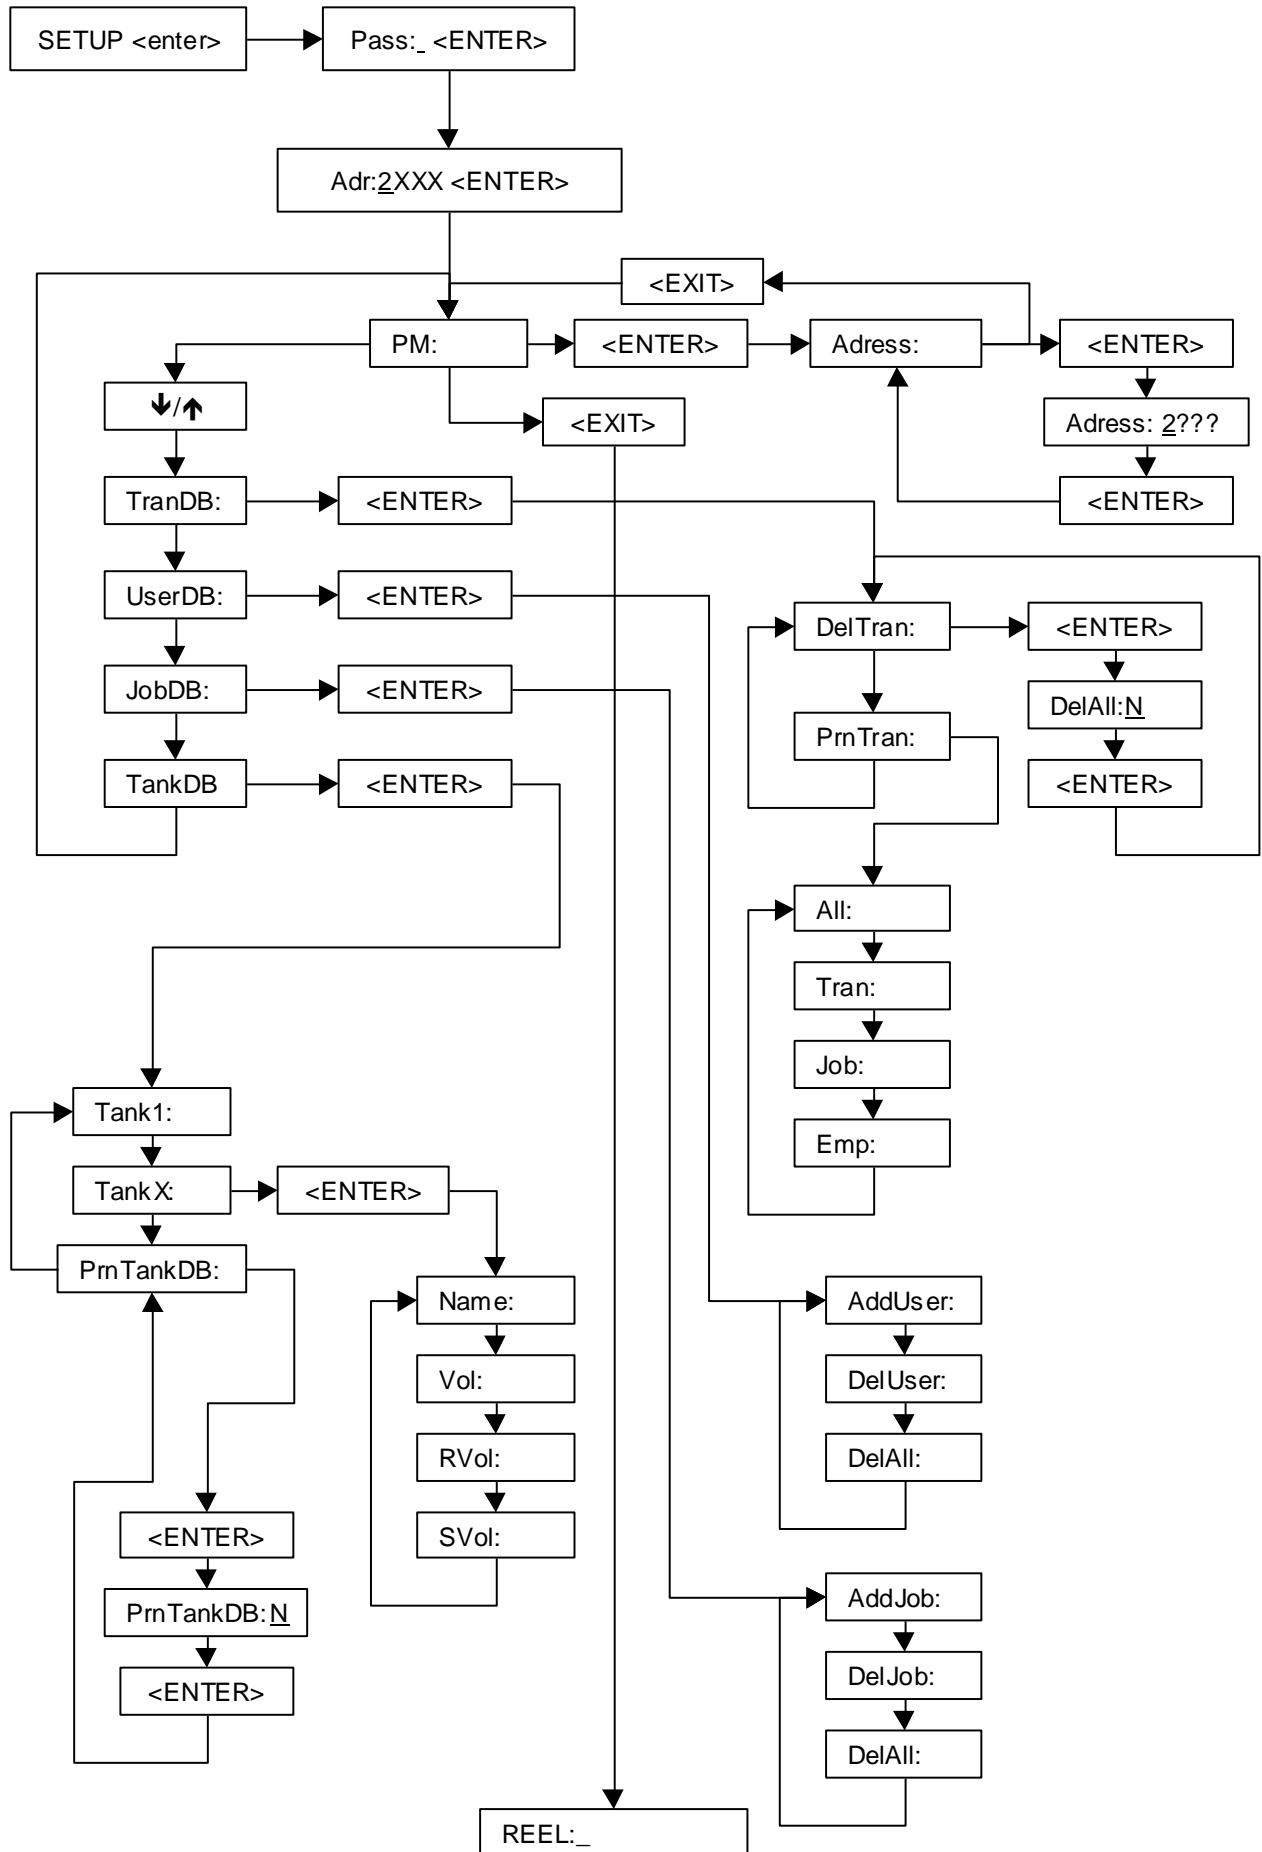 SETUP <enter>
Pass:_ <ENTER>
Adr:2XXX <ENTER>
<EXIT>
PM:
<ENTER>
Adress:
<ENTER>
🡻/🡹
<EXIT>
Adress: 2???
TranDB:
<ENTER>
<ENTER>
UserDB:
<ENTER>
DelTran:
<ENTER>
JobDB:
<ENTER>
DelAll:N
PrnTran:
TankDB
<ENTER>
<ENTER>
All:
Tran:
Job:
Tank1:
Emp:
TankX:
<ENTER>
PrnTankDB:
Name:
AddUser:
Vol:
DelUser:
RVol:
DelAll:
<ENTER>
SVol:
PrnTankDB:N
AddJob:
<ENTER>
DelJob:
DelAll:
REEL:_